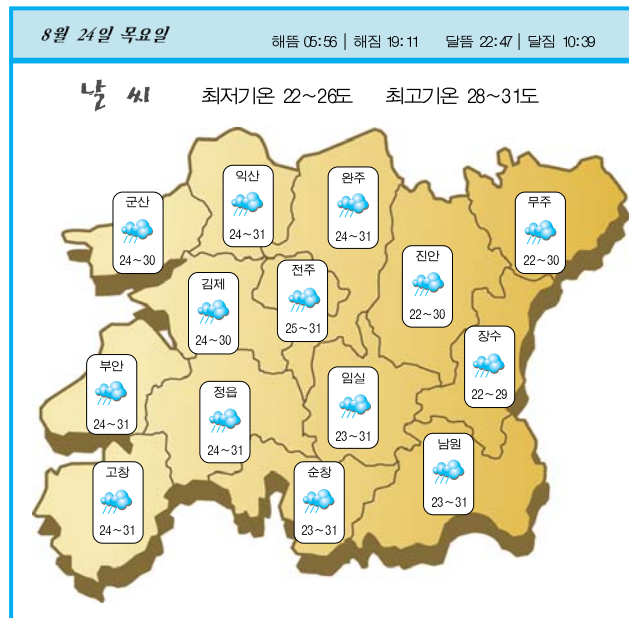 8월 24일 목요일
해뜸 05:56 | 해짐 19:11 달뜸 22:47 | 달짐 10:39
날 씨 최저기온 22~26도 최고기온 28~31도
익산
24~31
완주
24~31
군산
24~30
무주
22~30
진안
22~30
전주
25~31
김제
24~30
장수
22~29
부안
24~31
임실
23~31
정읍
24~31
남원
23~31
고창
24~31
순창
23~31